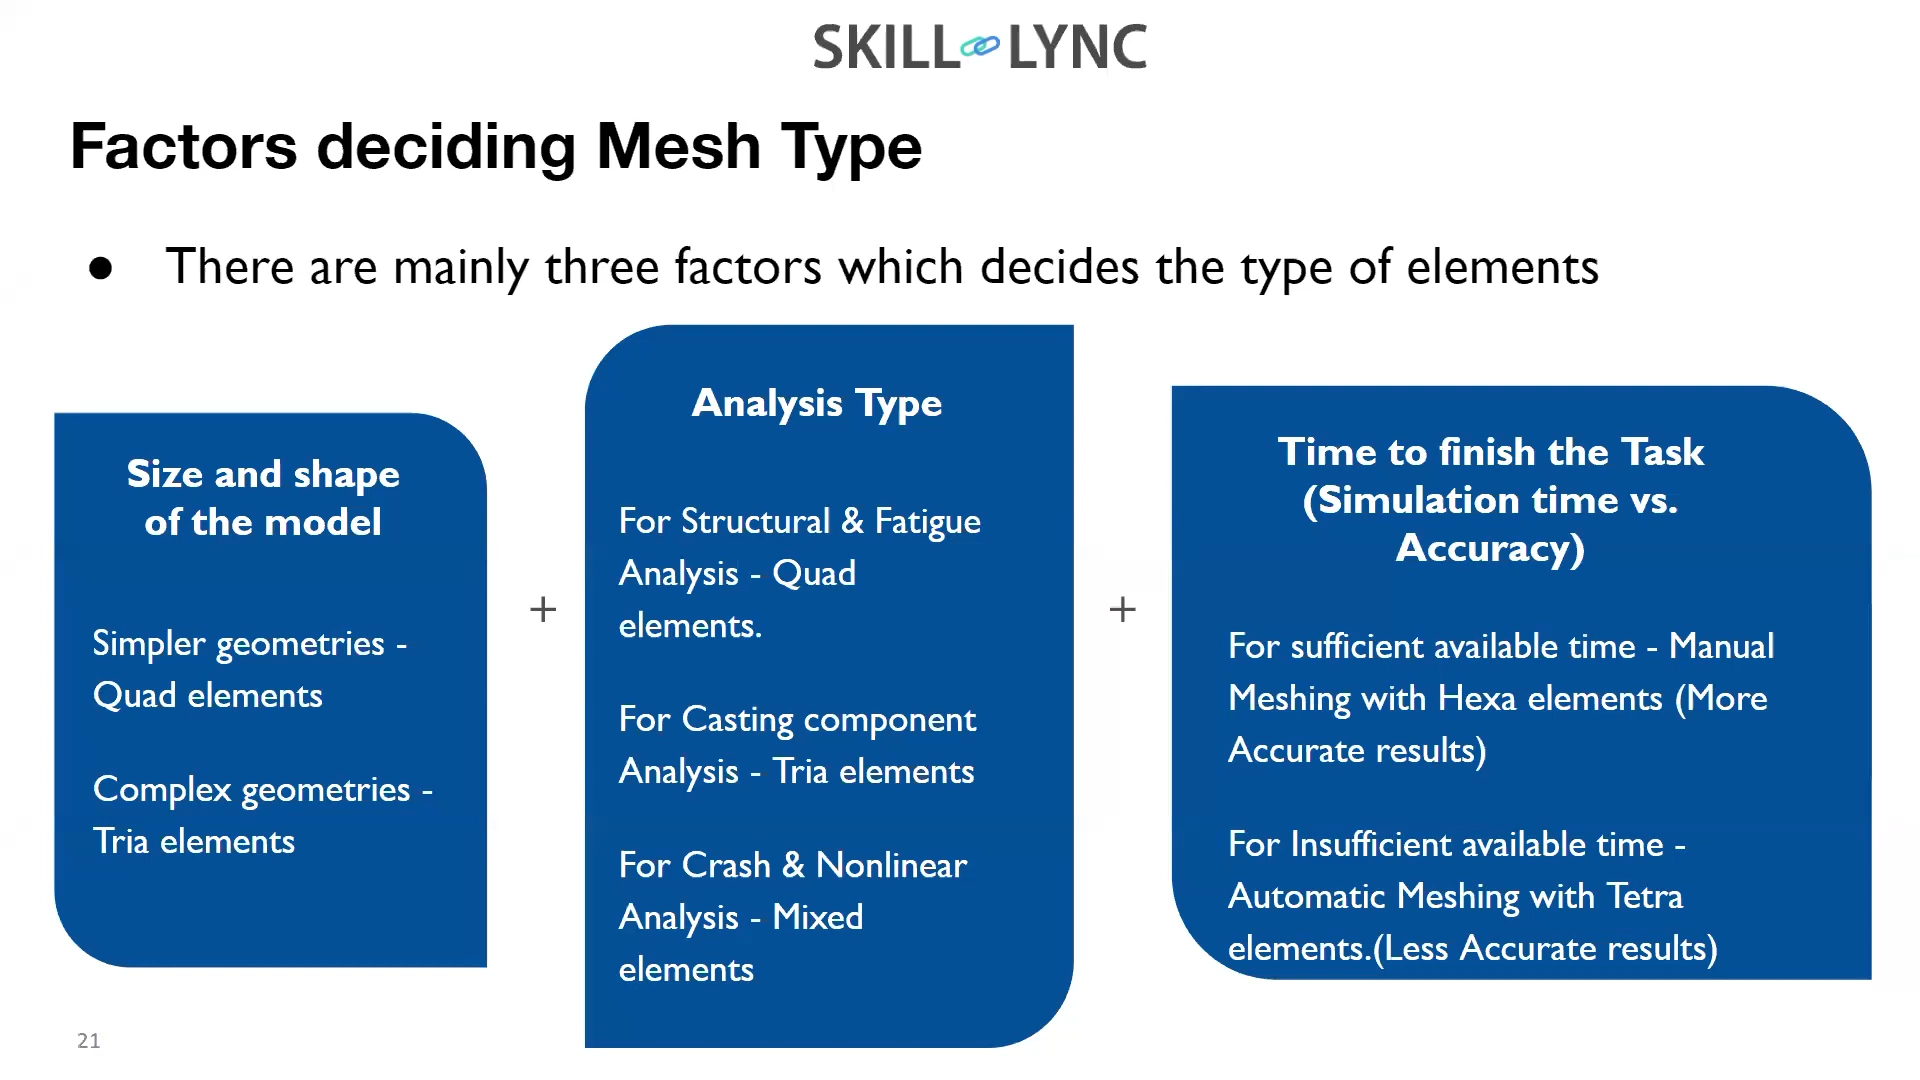 SKILL LYNC
Factors deciding Mesh Type
● There are mainly three factors which decides the type of elements
Size and shape
of the model
Simpler geometries -
Quad elements
Complex geometries -
Tria elements
+
Analysis Type
For Structural & Fatigue
Analysis - Quad
elements.
For Casting component
Analysis - Tria elements
For Crash & Nonlinear
Analysis - Mixed
elements
+
Time to finish the Task
(Simulation time vs.
Accuracy)
For sufficient available time - Manual
Meshing with Hexa elements (More
Accurate results)
For Insufficient available time -
Automatic Meshing with Tetra
elements.(Less Accurate results)
21